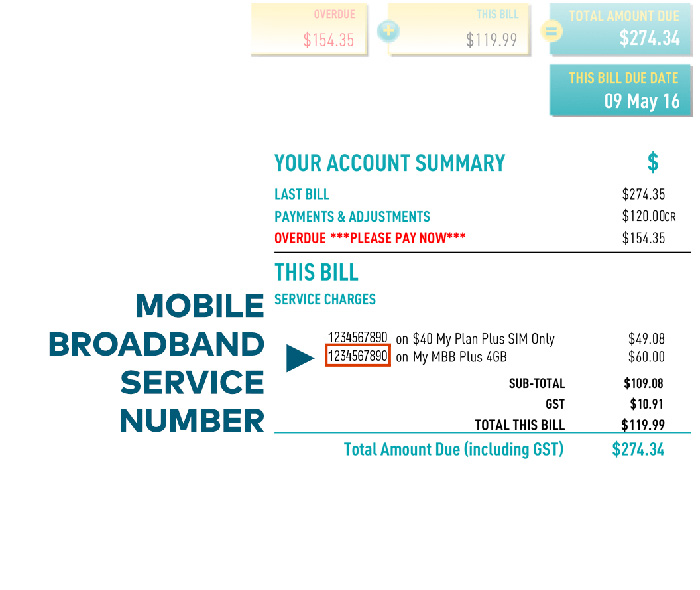 OVERDUE THIS BILL TOTAL AMOUNT DUE
$154.35 + $119.99 = $274.34
THIS BILL DUE DATE
09 May 16
YOUR ACCOUNT SUMMARY $
LAST BILL $274.35
PAYMENTS & ADJUSTMENTS $120.00CR
OVERDUE ***PLEASE PAY NOW*** $154.35
THIS BILL
SERVICE CHARGES
MOBILE
BROADBAND
SERVICE
NUMBER
1234567890 on $40 My Plan Plus SIM Only $49.08
1234567890 on My MBB Plus 4GB $60.00
SUB-TOTAL $109.08
GST $10.91
TOTAL THIS BILL $119.99
Total Amount Due (including GST) $274.34